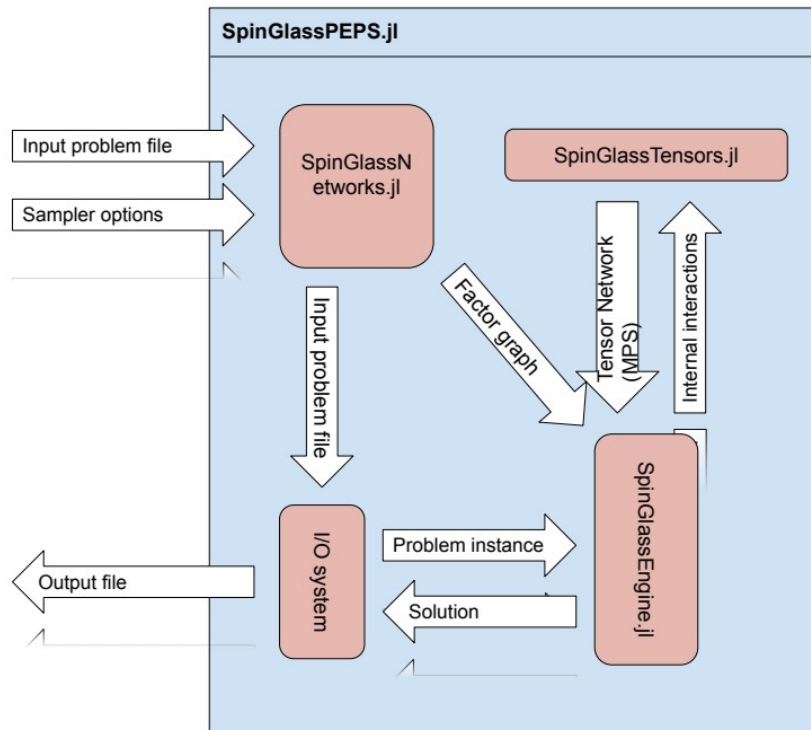 SpinGlassPEPS.jl
Input problem file
SpinGlassN
etworks.jl
SpinGlassTensors.jl
Sampler options
Input problem file
Factor graph
Tensor Network
(MPS)
Internal interactions
I/O system
Problem instance
SpinGlassEngine.jl
Output file
Solution